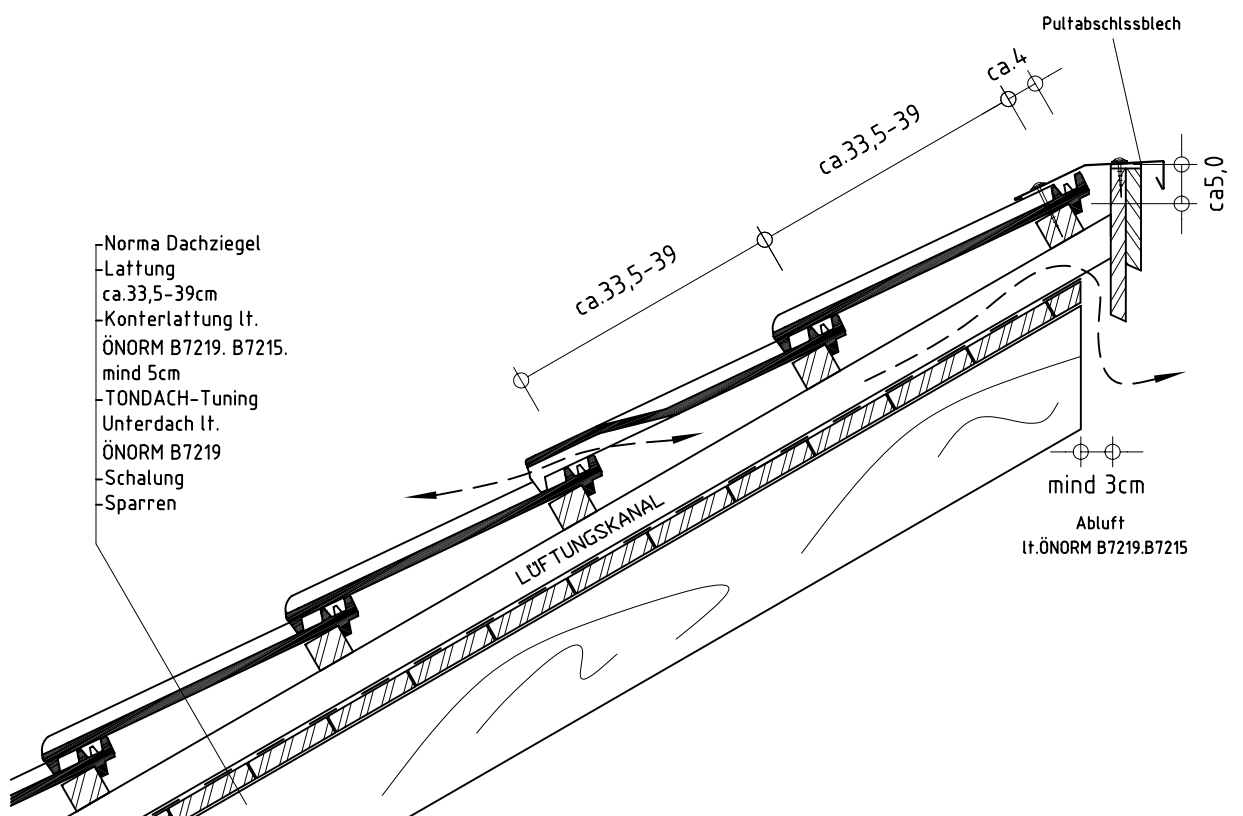 Pultabschlssblech
ca.4
ca.33,5-39
ca5,0
ca.33,5-39
Norma Dachziegel
Lattung
ca.33,5-39cm
Konterlattung lt.
ÖNORM B7219. B7215.
mind 5cm
TONDACH-Tuning
Unterdach lt.
ÖNORM B7219
Schalung
Sparren
LÜFTUNGSKANAL
mind 3cm
Abluft
lt.ÖNORM B7219.B7215